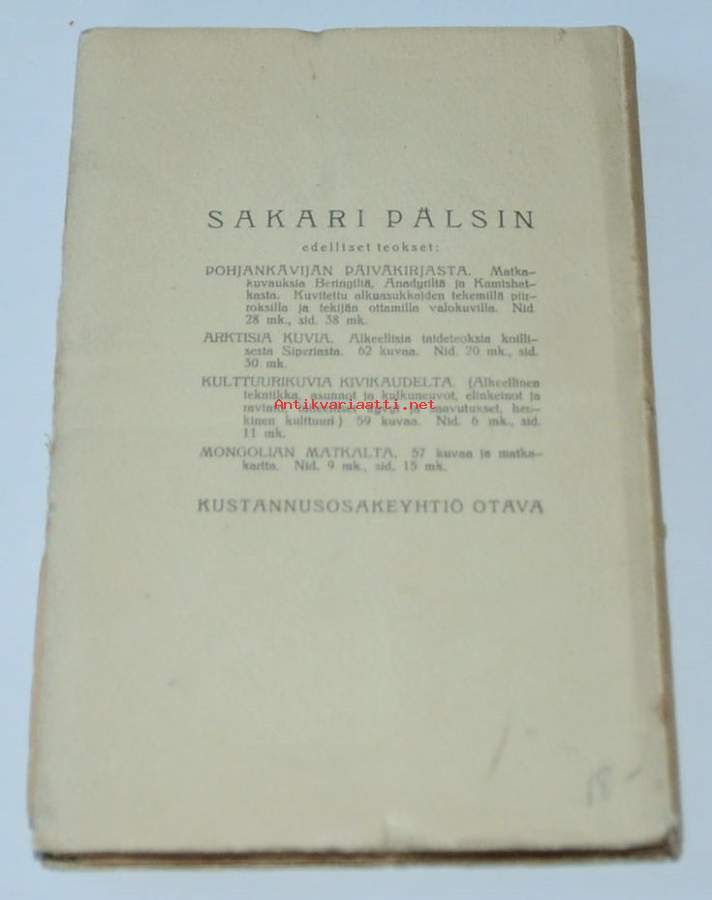 SAKARI PÄLSIN
edelliset teokset:
POHJANKÄVIJÄN PÄIVÄKIRJASTA. Matka-
kuvauksia Beringiltä, Anadyriltä ja Kamtshat-
kasta. Kuvitettu alkuasukkaiden tekemillä piir-
roksilla ja tekijän ottamilla valokuvilla. Nid.
28 mk., sid. 38 mk.
ARKTISIA KUVIA. Alkeellisia taideteoksia koilli-
sesta Siperiasta. 62 kuvaa. Nid. 20 mk., sid.
30 mk.
KULTTUURIKUVIA KIVIKAUDELTA. (Alkeellinen
tekniikka, asunnot ja kulkuneuvot, elinkeinot ja
Antikvariaatti.net
saavutukset, hen-
kinen kulttuuri) 59 kuvaa. Nid. 6 mk., sid.
11 mk.
MONGOLIAN MATKALTA. 57 kuvaa ja matka-
kartta. Nid. 9 mk., sid. 15 mk.
KUSTANNUSOSAKEYHTIÖ OTAVA